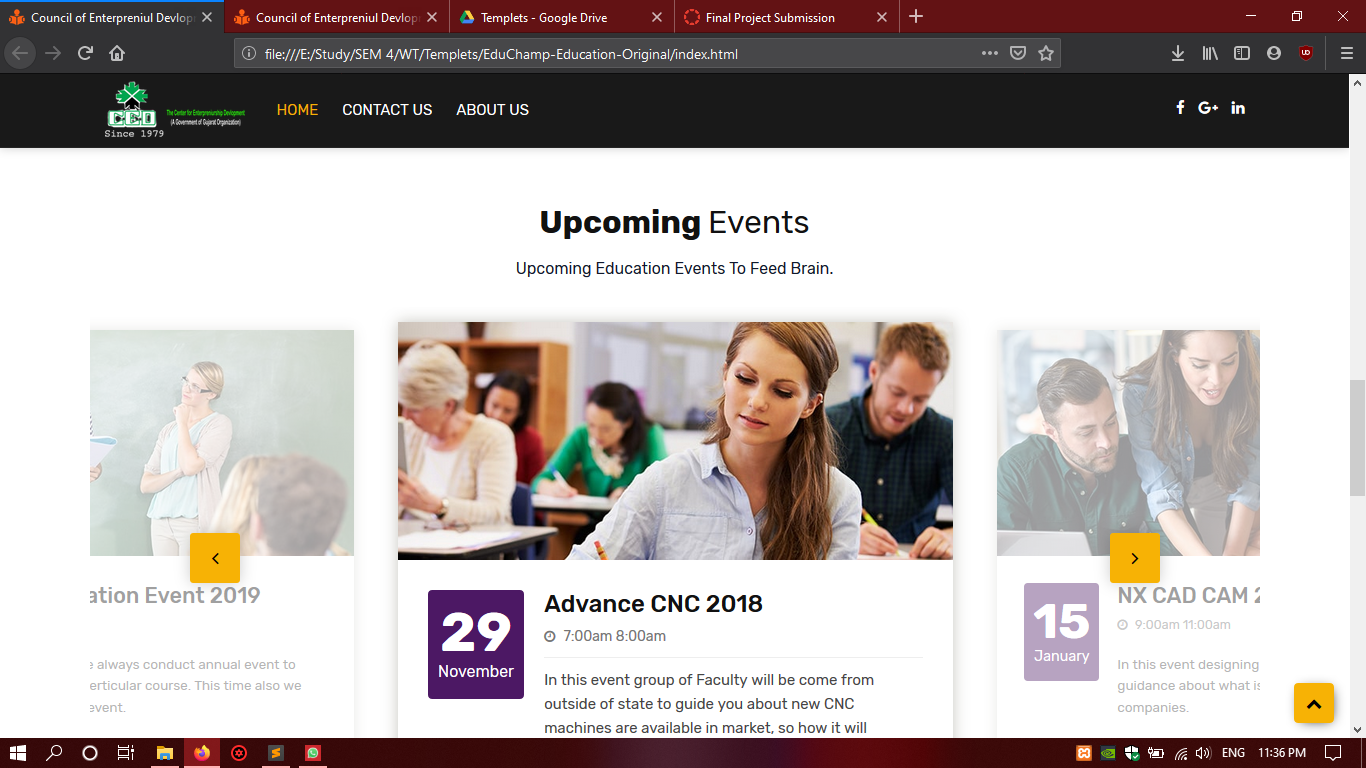 Council of Enterpreniul Devlop
Council of Enterpreniul Devlop
Templets - Google Drive
Final Project Submission
file:///E:/Study/SEM 4/WT/Templets/EduChamp-Education-Original/index.html
CED
Since 1979
The Center for Enterpreniurship Devlopment
(A Government of Gujarat Organization)
HOME
CONTACT US
ABOUT US
Upcoming Events
Upcoming Education Events To Feed Brain.
ation Event 2019
e always conduct annual event to
erticular course. This time also we
event.
29
November
Advance CNC 2018
7:00am 8:00am
In this event group of Faculty will be come from
outside of state to guide you about new CNC
machines are available in market, so how it will
15
January
NX CAD CAM 2
9:00am 11:00am
In this event designing
guidance about what is
companies.
ENG
11:36 PM